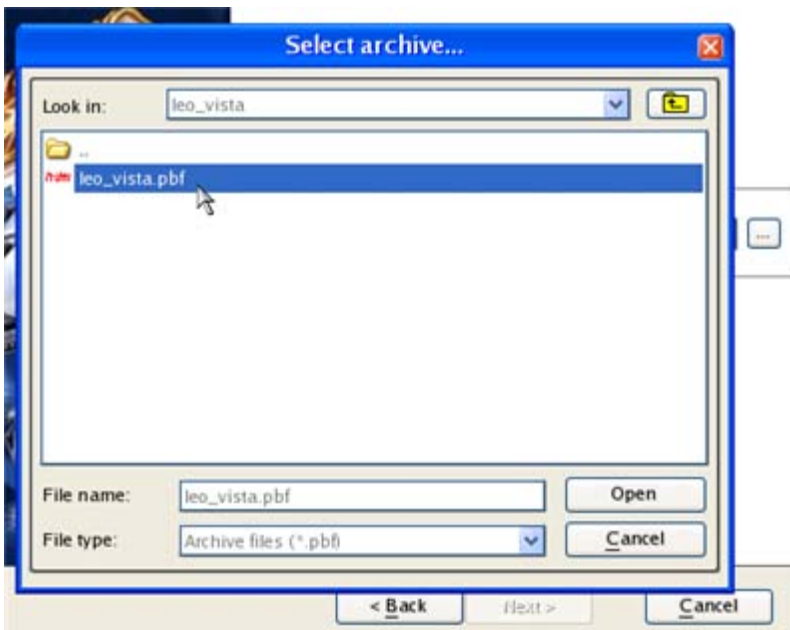 Select archive...
Look in: leo_vista
..
leo_vista.pbf
...
File name: leo_vista.pbf Open
File type: Archive files (*.pbf) Cancel
< Back Next > Cancel